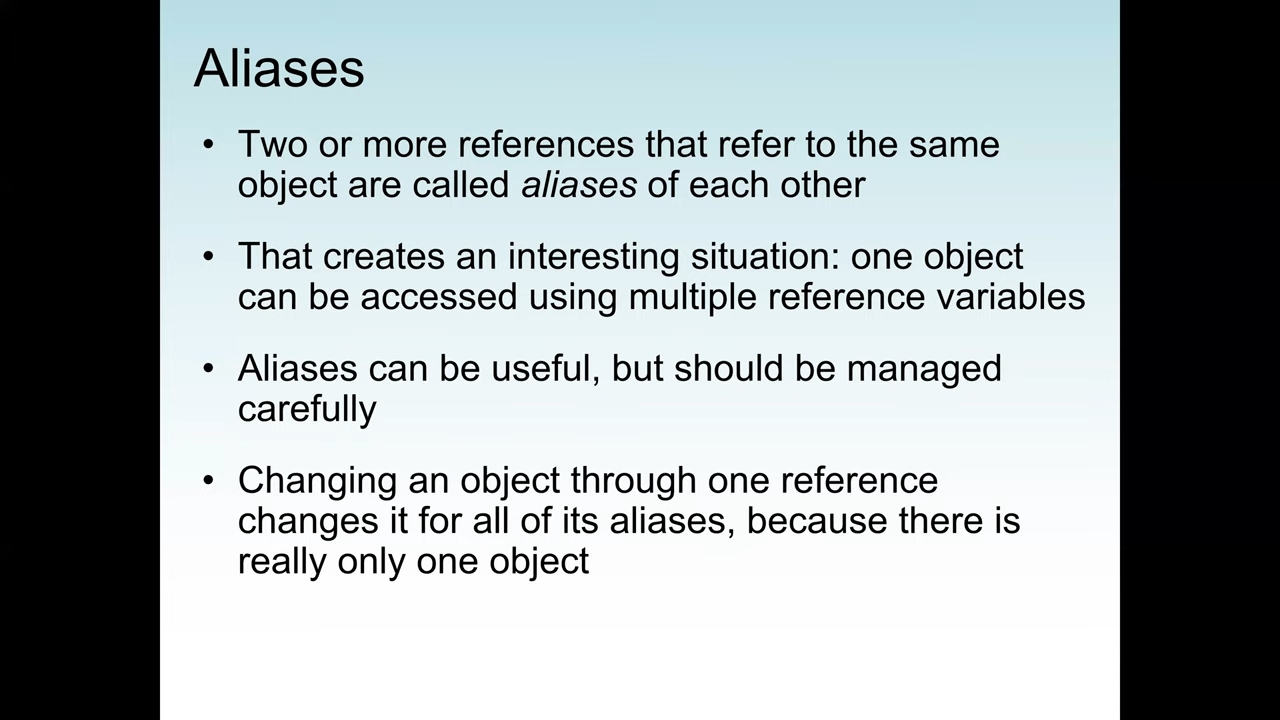 Aliases
• Two or more references that refer to the same
object are called aliases of each other
• That creates an interesting situation: one object
can be accessed using multiple reference variables
• Aliases can be useful, but should be managed
carefully
• Changing an object through one reference
changes it for all of its aliases, because there is
really only one object